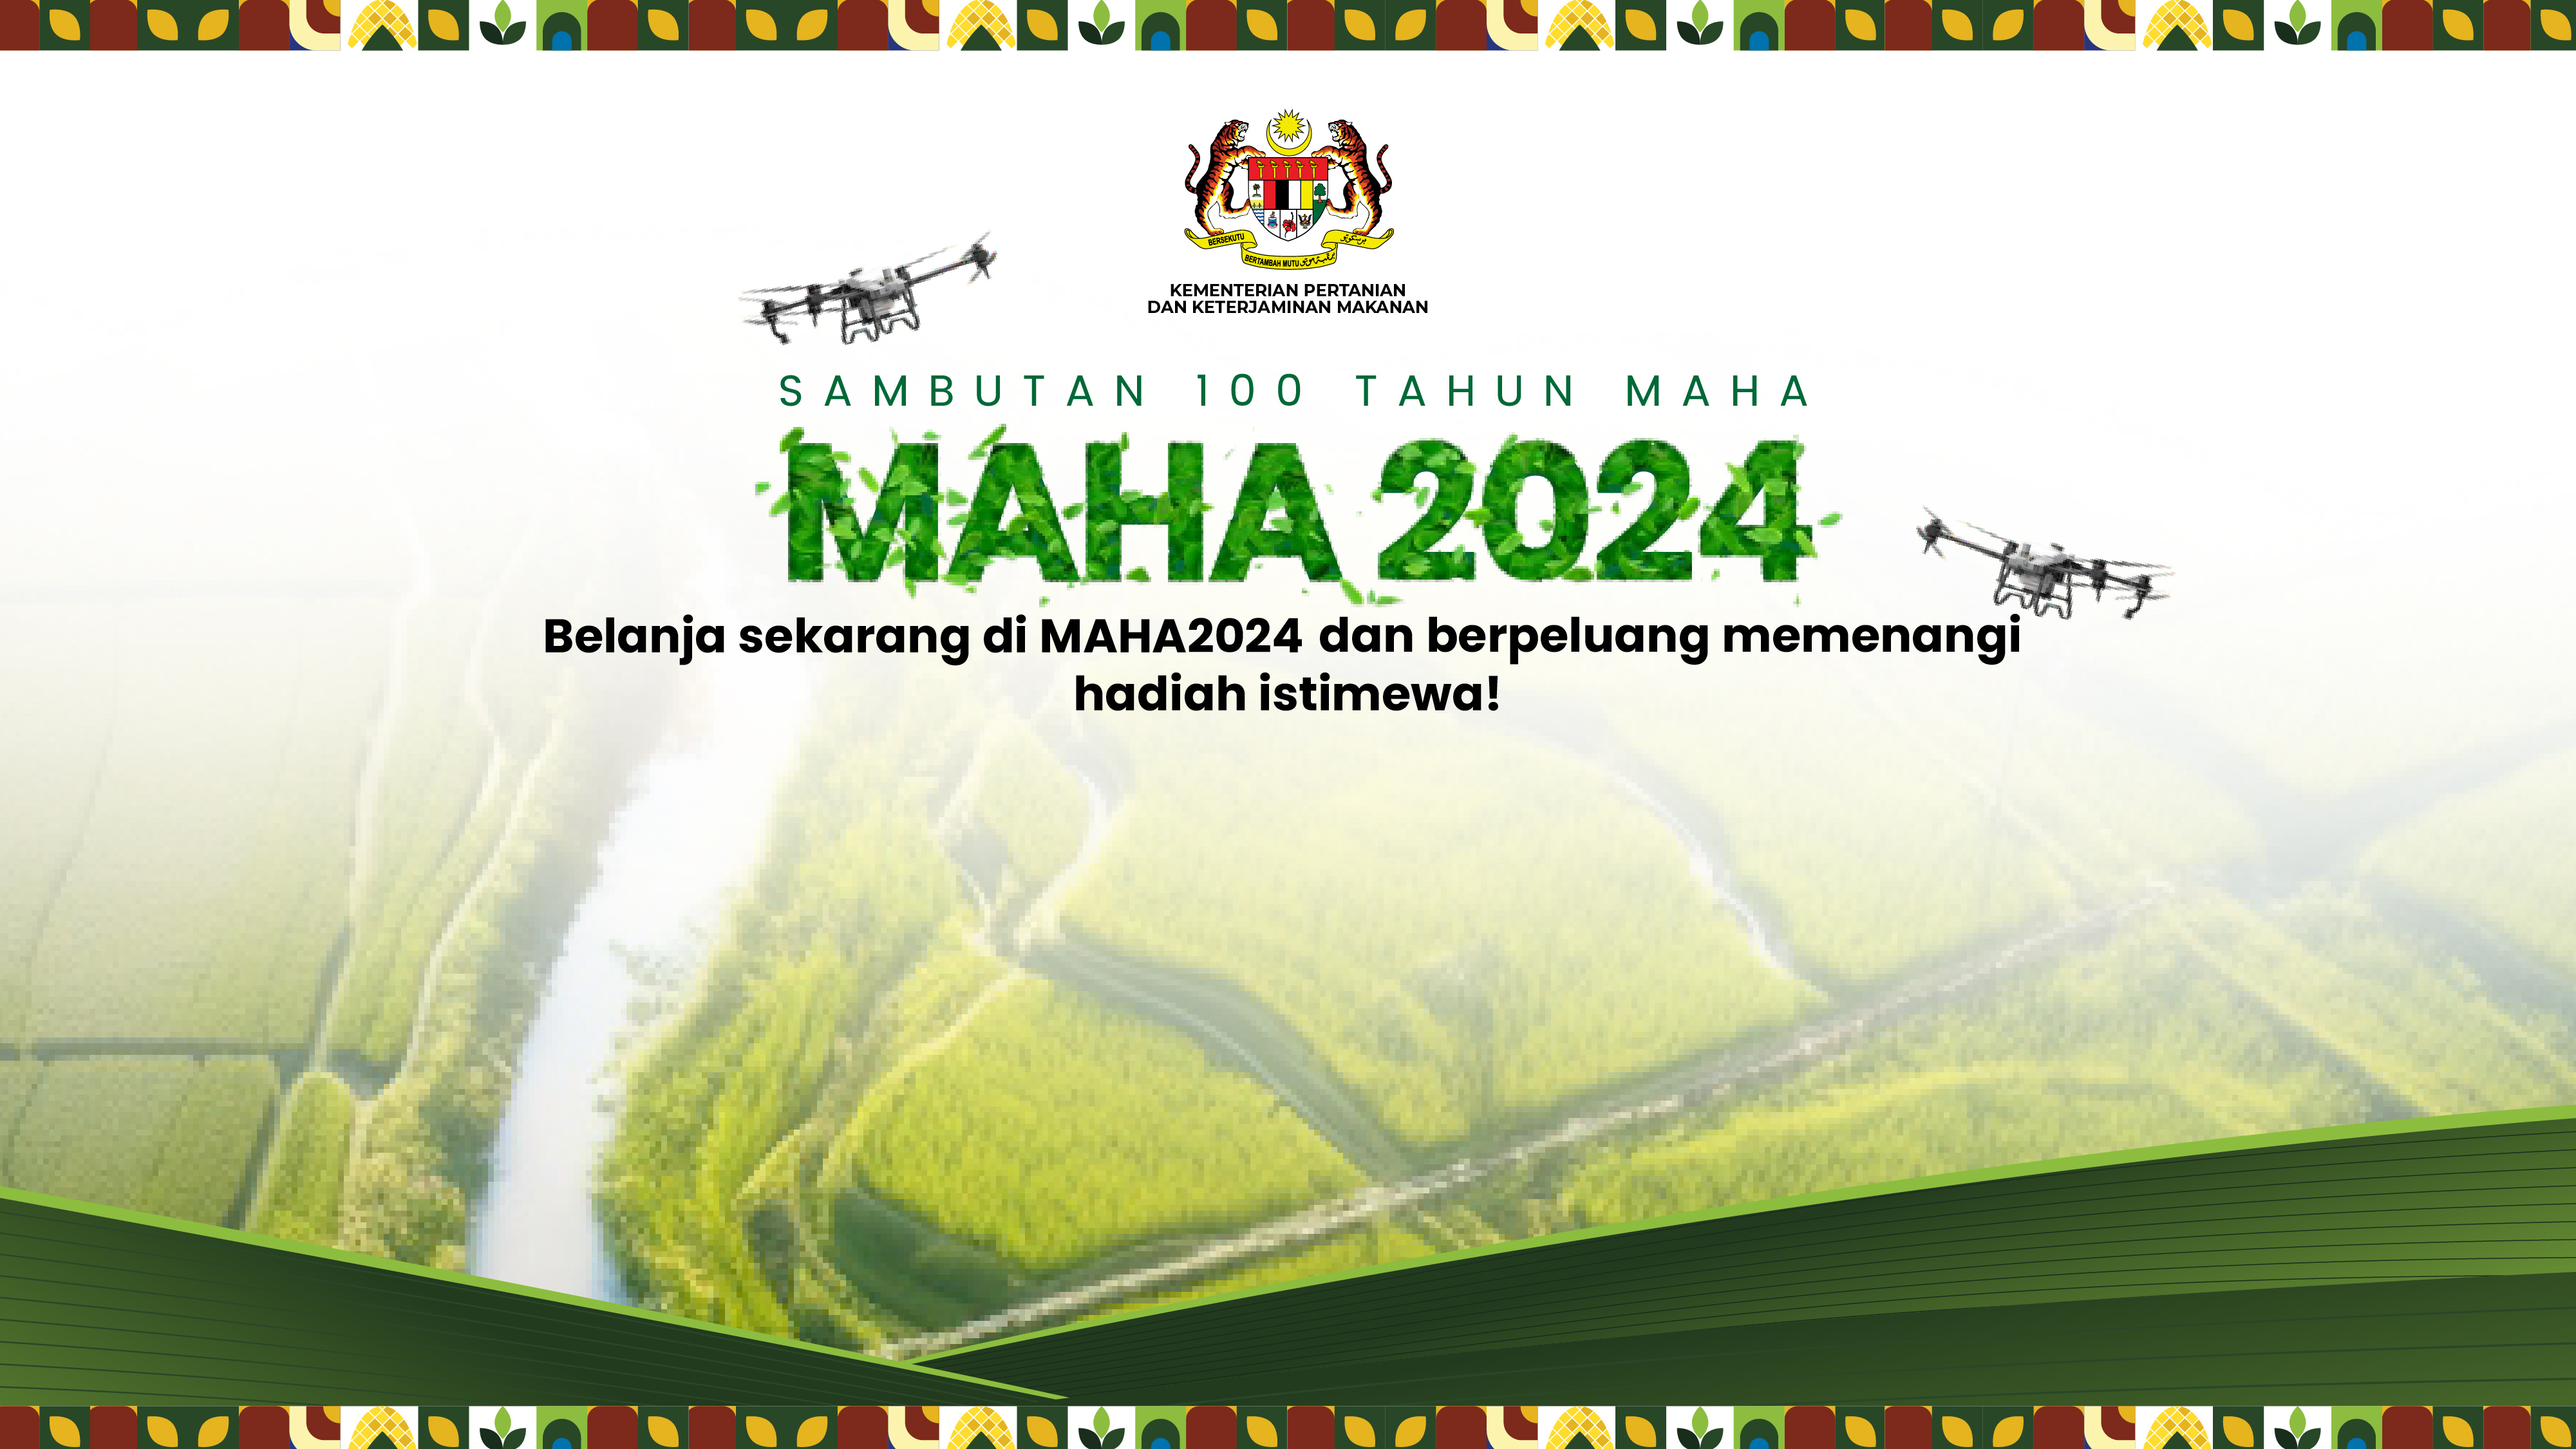 BERSEKUTU
BERTAMBAH MUTU
KEMENTERIAN PERTANIAN
DAN KETERJAMINAN MAKANAN
SAMBUTAN 100 TAHUN MAHA
MAHA 2024
Belanja sekarang di MAHA2024 dan berpeluang memenangi
hadiah istimewa!